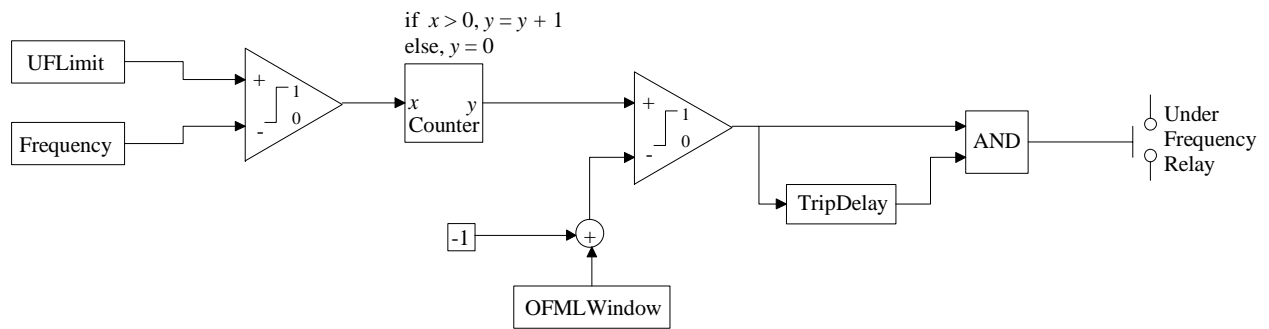 if x > 0, y = y + 1
else, y = 0
UFLimit
+
1
0
-
Frequency
x y
Counter
+
1
0
-
AND
Under
Frequency
Relay
TripDelay
-1
+
OFMLWindow